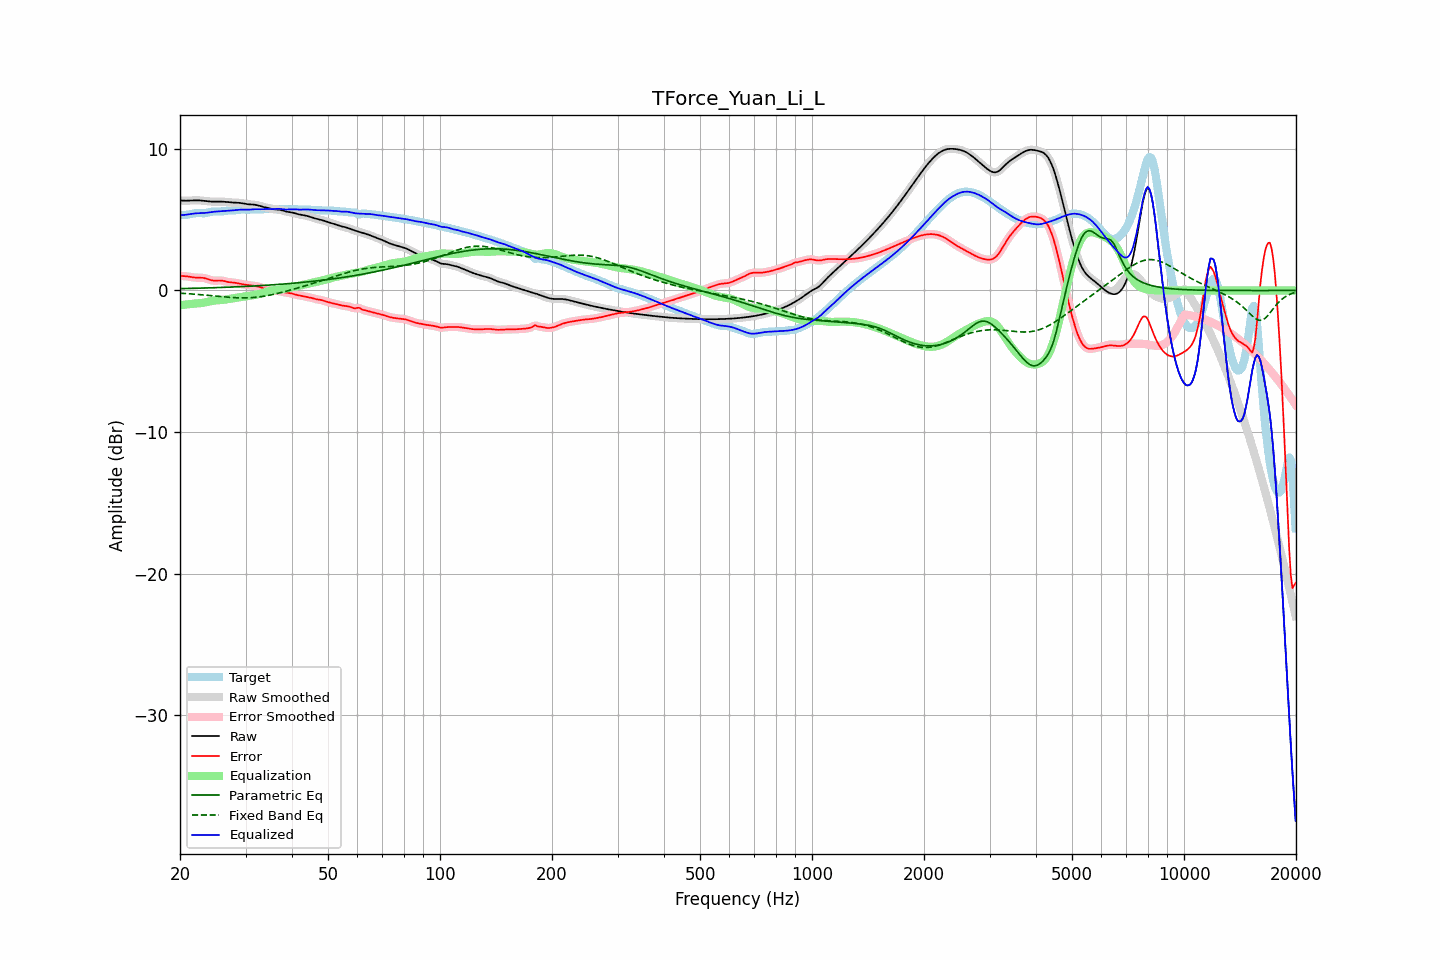 TForce_Yuan_Li_L
10
0
−10
−20
−30
Amplitude (dBr)
Target
Raw Smoothed
Error Smoothed
Raw
Error
Equalization
Parametric Eq
Fixed Band Eq
Equalized
20 50 100 200 500 1000 2000 5000 10000 20000
Frequency (Hz)